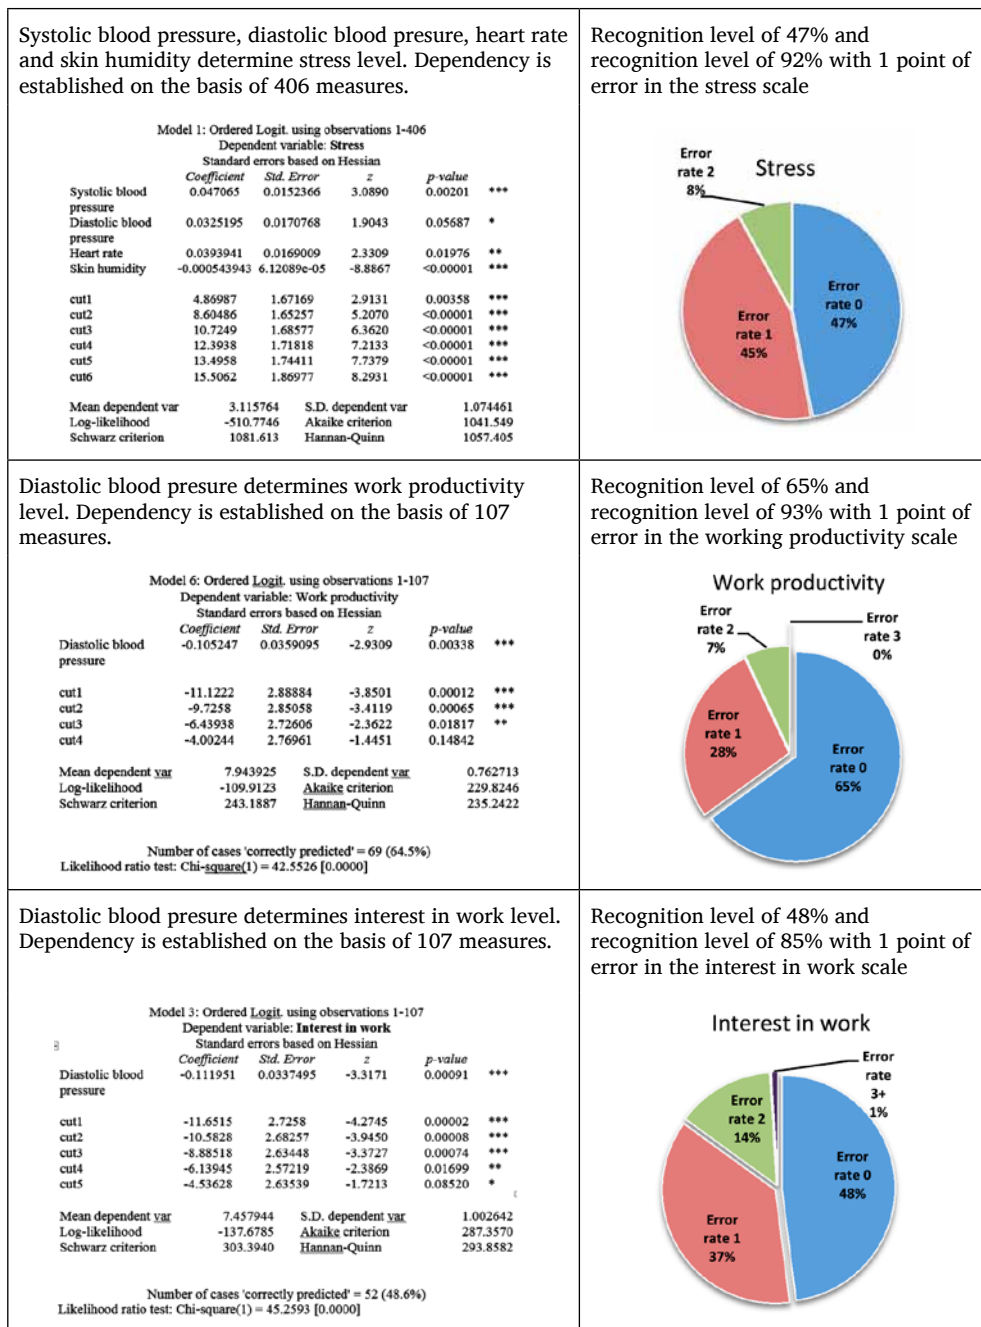 Systolic blood pressure, diastolic blood presure, heart rate
and skin humidity determine stress level. Dependency is
established on the basis of 406 measures.
Model 1: Ordered Logit. using observations 1-406
Dependent variable: Stress
Standard errors based on Hessian
Coefficient Std. Error z p-value
Systolic blood 0.047065 0.0152366 3.0890 0.00201 ***
pressure
Diastolic blood 0.0325195 0.0170768 1.9043 0.05687 *
pressure
Heart rate 0.0393941 0.0169009 2.3309 0.01976 **
Skin humidity -0.000543943 6.12089e-05 -8.8867 <0.00001 ***
cut1 4.86987 1.67169 2.9131 0.00358 ***
cut2 8.60486 1.65257 5.2070 <0.00001 ***
cut3 10.7249 1.68577 6.3620 <0.00001 ***
cut4 12.3938 1.71818 7.2133 <0.00001 ***
cut5 13.4958 1.74411 7.7379 <0.00001 ***
cut6 15.5062 1.86977 8.2931 <0.00001 ***
Mean dependent var 3.115764 S.D. dependent var 1.074461
Log-likelihood -510.7746 Akaike criterion 1041.549
Schwarz criterion 1081.613 Hannan-Quinn 1057.405
Recognition level of 47% and
recognition level of 92% with 1 point of
error in the stress scale
Stress
Error
rate 2
8%
Error
rate 0
47%
Error
rate 1
45%
Diastolic blood presure determines work productivity
level. Dependency is established on the basis of 107
measures.
Model 6: Ordered Logit. using observations 1-107
Dependent variable: Work productivity
Standard errors based on Hessian
Coefficient Std. Error z p-value
Diastolic blood -0.105247 0.0359095 -2.9309 0.00338 ***
pressure
cut1 -11.1222 2.88884 -3.8501 0.00012 ***
cut2 -9.7258 2.85058 -3.4119 0.00065 ***
cut3 -6.43938 2.72606 -2.3622 0.01817 **
cut4 -4.00244 2.76961 -1.4451 0.14842
Mean dependent var 7.943925 S.D. dependent var 0.762713
Log-likelihood -109.9123 Akaike criterion 229.8246
Schwarz criterion 243.1887 Hannan-Quinn 235.2422
Number of cases 'correctly predicted' = 69 (64.5%)
Likelihood ratio test: Chi-square(1) = 42.5526 [0.0000]
Recognition level of 65% and
recognition level of 93% with 1 point of
error in the working productivity scale
Work productivity
Error
rate 2
7%
Error
rate 3
0%
Error
rate 1
28%
Error
rate 0
65%
Diastolic blood presure determines interest in work level.
Dependency is established on the basis of 107 measures.
Model 3: Ordered Logit. using observations 1-107
Dependent variable: Interest in work
Standard errors based on Hessian
Coefficient Std. Error z p-value
Diastolic blood -0.111951 0.0337495 -3.3171 0.00091 ***
pressure
cut1 -11.6515 2.7258 -4.2745 0.00002 ***
cut2 -10.5828 2.68257 -3.9450 0.00008 ***
cut3 -8.88518 2.63448 -3.3727 0.00074 ***
cut4 -6.13945 2.57219 -2.3869 0.01699 **
cut5 -4.53628 2.63539 -1.7213 0.08520 *
Mean dependent var 7.457944 S.D. dependent var 1.002642
Log-likelihood -137.6785 Akaike criterion 287.3570
Schwarz criterion 303.3940 Hannan-Quinn 293.8582
Number of cases 'correctly predicted' = 52 (48.6%)
Likelihood ratio test: Chi-square(1) = 45.2593 [0.0000]
Recognition level of 48% and
recognition level of 85% with 1 point of
error in the interest in work scale
Interest in work
Error
rate
3+
1%
Error
rate 2
14%
Error
rate 0
48%
Error
rate 1
37%